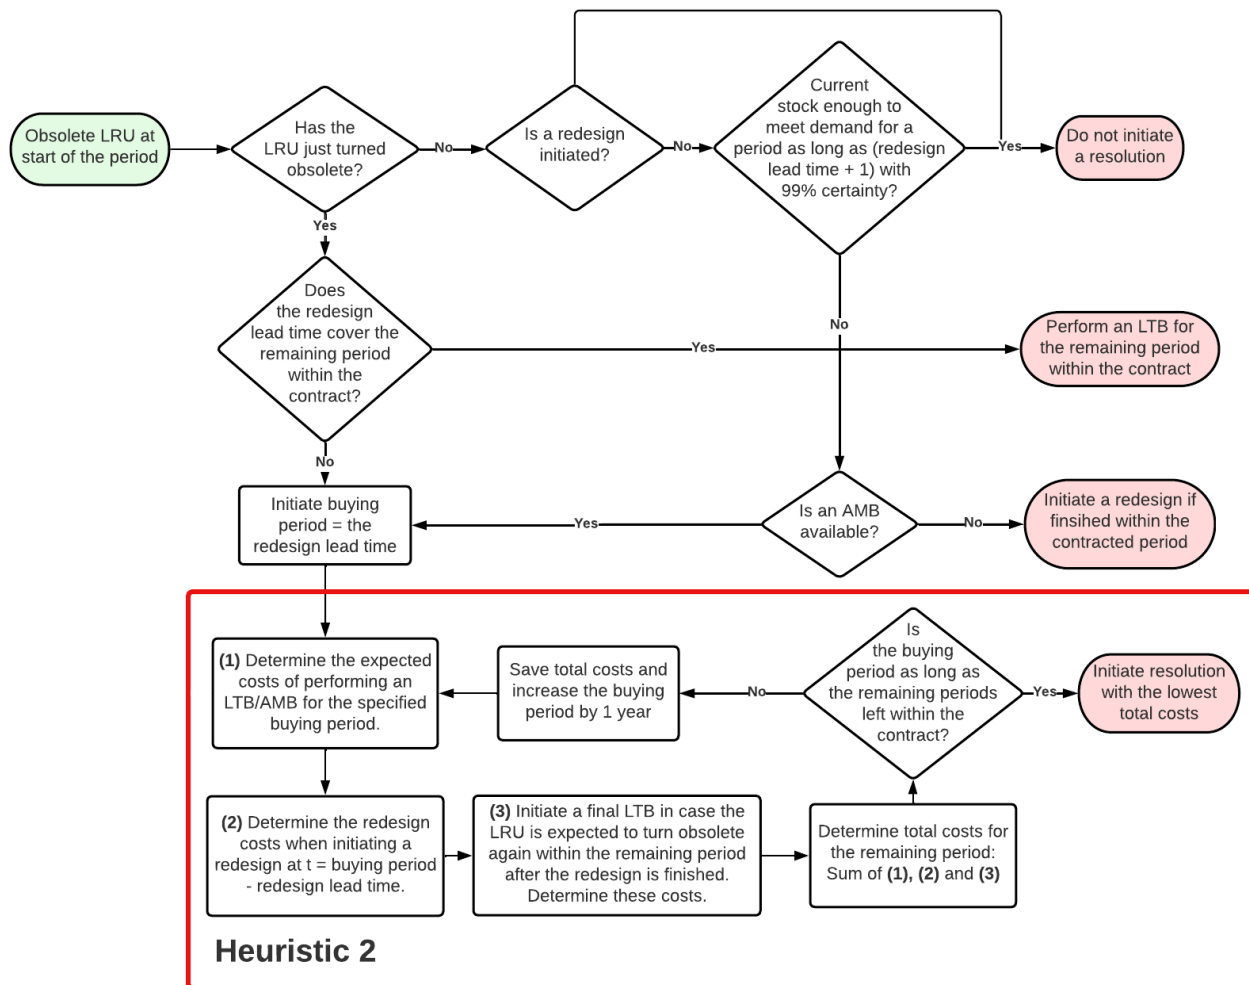 Obsolete LRU at
start of the period
Has the
LRU just turned
obsolete?
No
Is a redesign
initiated?
No
Current
stock enough to
meet demand for a
period as long as (redesign
lead time + 1) with
99% certainty?
Yes
Do not initiate
a resolution
Yes
Does
the redesign
lead time cover the
remaining period
within the
contract?
Yes
No
Perform an LTB for
the remaining period
within the contract
No
Initiate buying
period = the
redesign lead time
Yes
Is an AMB
available?
No
Initiate a redesign if
finsihed within the
contracted period
(1) Determine the expected
costs of performing an
LTB/AMB for the specified
buying period.
Save total costs and
increase the buying
period by 1 year
No
Is
the buying
period as long as
the remaining periods
left within the
contract?
Yes
Initiate resolution
with the lowest
total costs
(2) Determine the redesign
costs when initiating a
redesign at t = buying period
- redesign lead time.
(3) Initiate a final LTB in case the
LRU is expected to turn obsolete
again within the remaining period
after the redesign is finished.
Determine these costs.
Determine total costs for
the remaining period:
Sum of (1), (2) and (3)
Heuristic 2